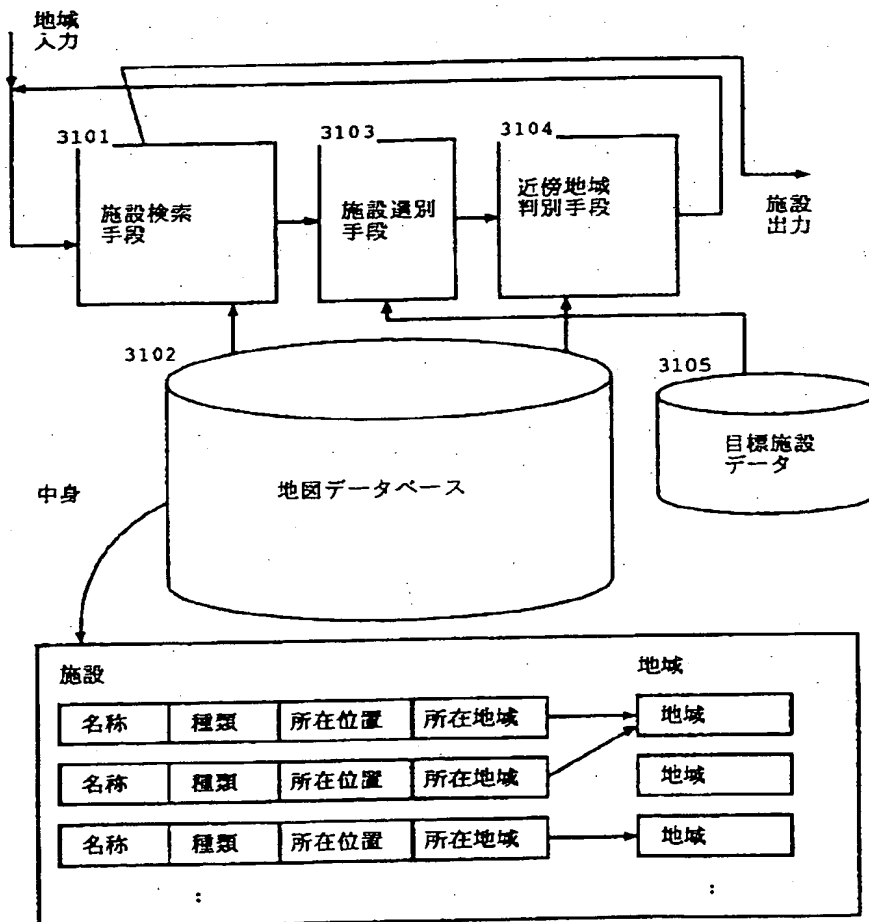 地域
入力
3101
施設検索
手段
3103
施設選別
手段
3104
近傍地域
判別手段
施設
出力
3102
地図データベース
3105
目標施設
データ
中身
施設
地域
名称 種類 所在位置 所在地域
地域
名称 種類 所在位置 所在地域
地域
名称 種類 所在位置 所在地域
地域
: :